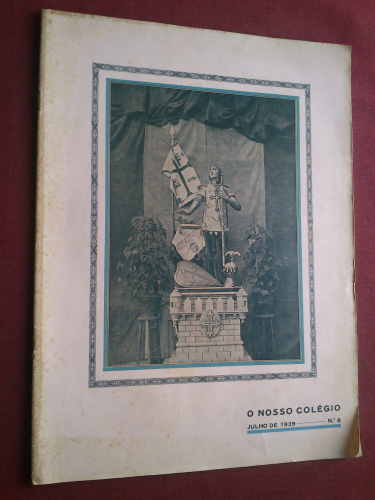 O NOSSO COLÉGIO
JULHO DE 1939 N.º 8